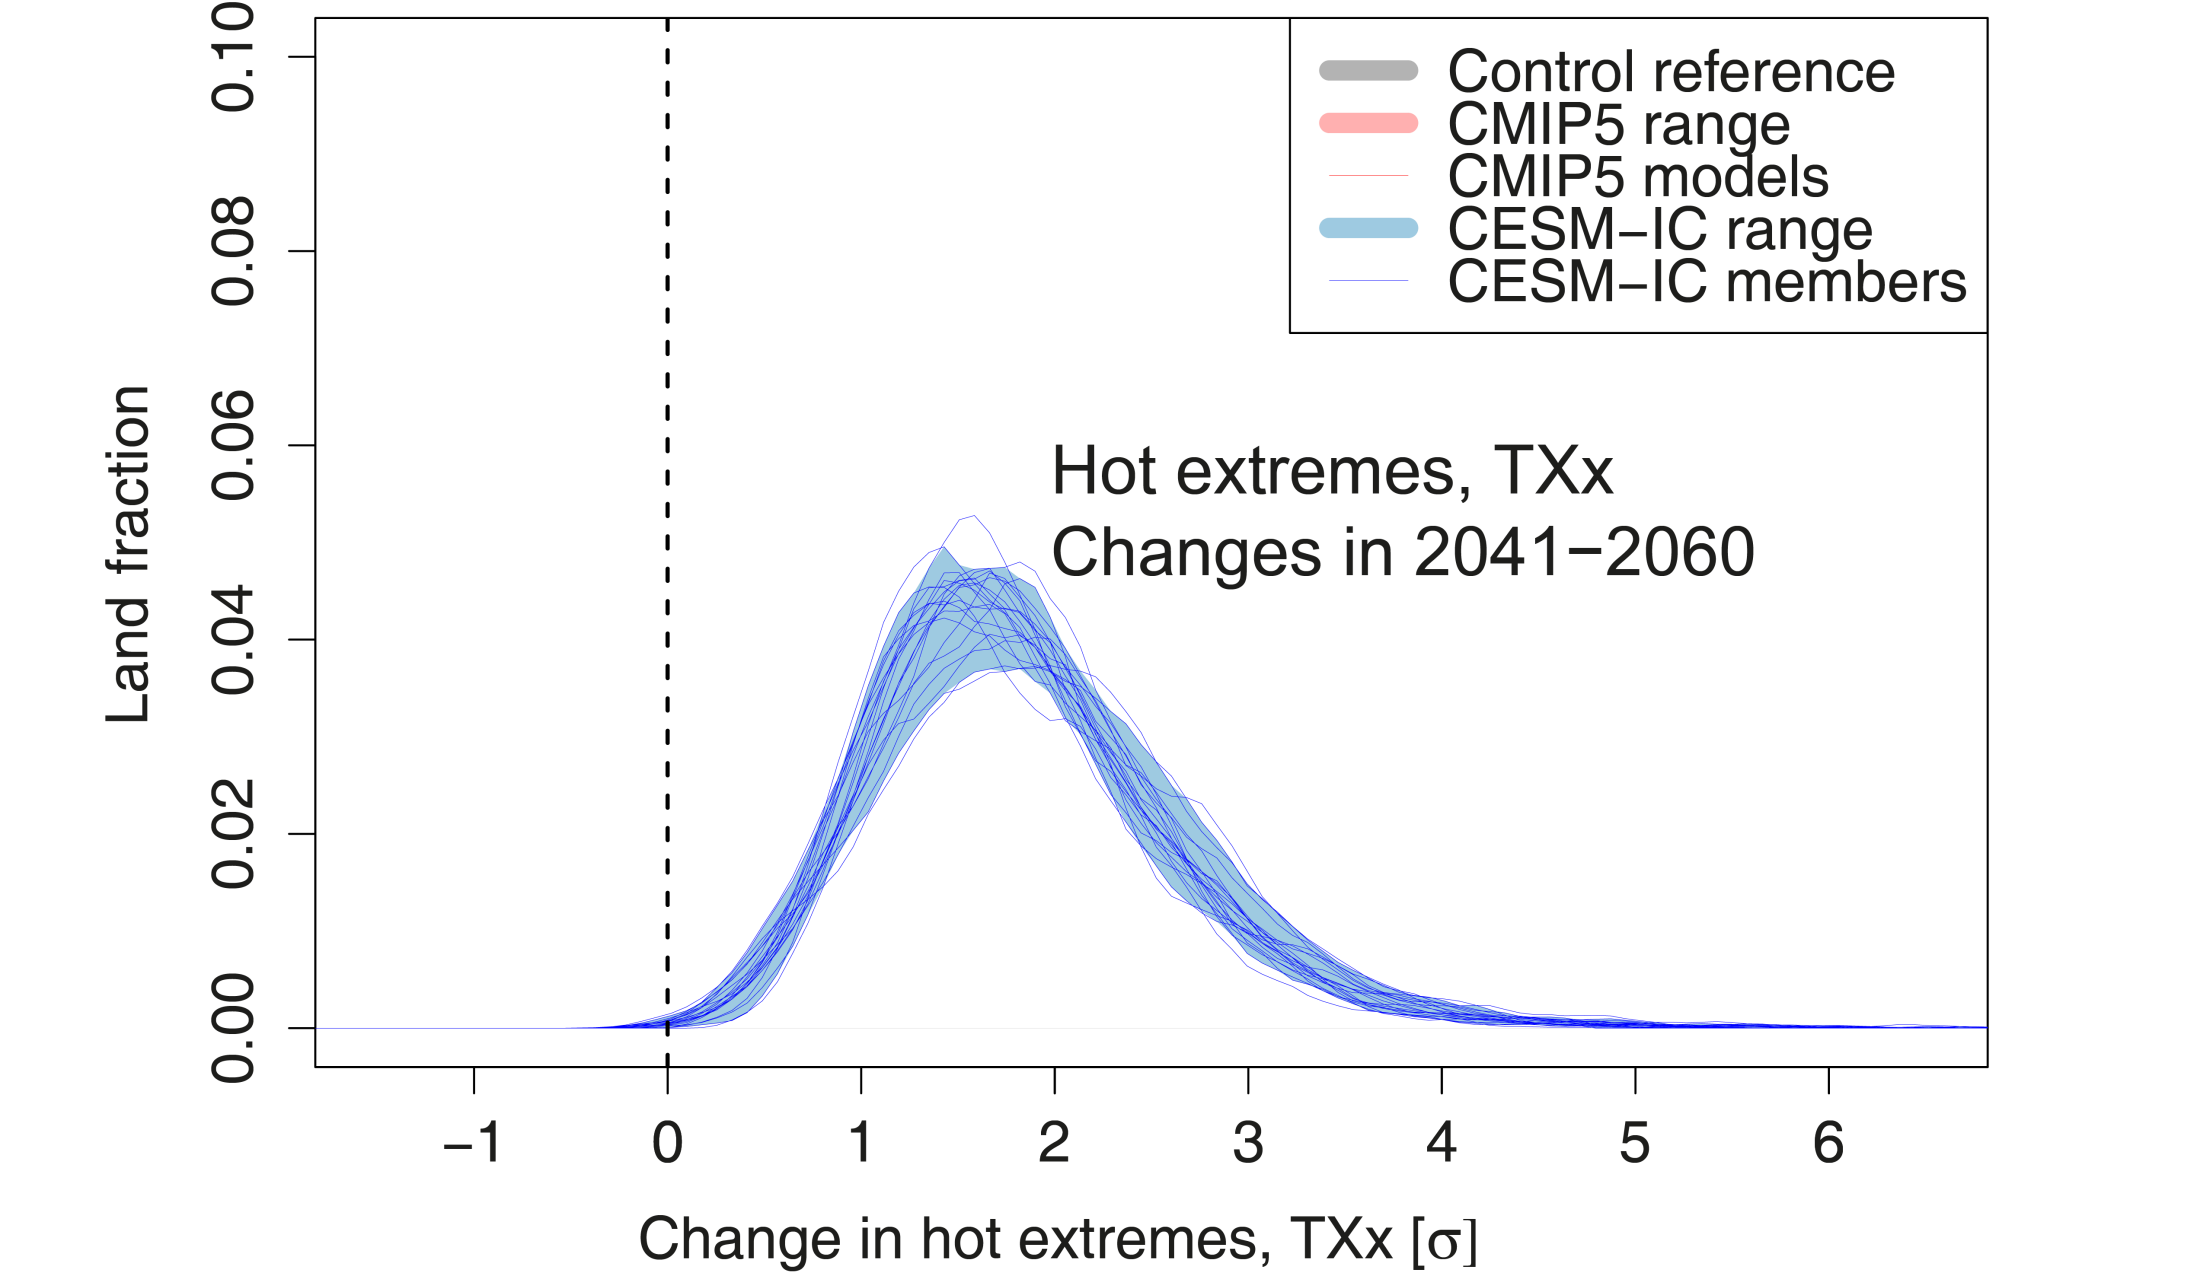 Control reference
CMIP5 range
CMIP5 models
CESM−IC range
CESM−IC members
Hot extremes, TXx
Changes in 2041−2060
Land fraction
0.10
0.08
0.06
0.04
0.02
0.00
−1 0 1 2 3 4 5 6
Change in hot extremes, TXx [σ]